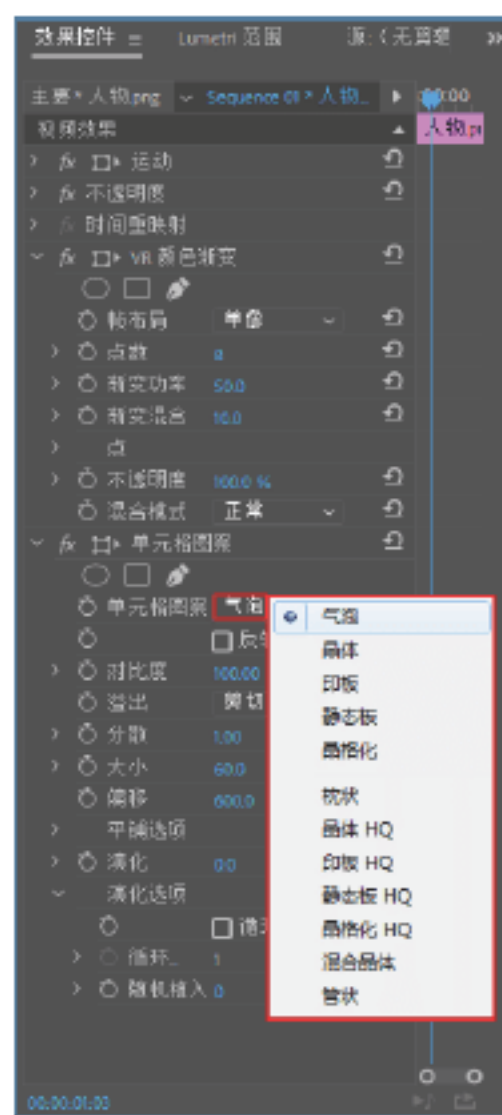 效果控件 Lumetri 范围 源:（无剪辑
主要 * 人物.png Sequence 01 * 人物... 00:00
视频效果 人物.p
fx 运动
fx 不透明度
fx 时间重映射
fx VR 颜色渐变
帧布局 单像
点数 8
渐变功率 50.0
渐变混合 10.0
点
不透明度 100.0 %
混合模式 正常
fx 单元格图案
单元格图案 气泡
反转
对比度 100.00
溢出 剪切
分散 1.00
大小 60.0
偏移 600.0
平铺选项
演化 0.0
演化选项
循环... 1
随机植入 0
00:00:01:03
气泡
晶体
印板
静态板
晶格化
枕状
晶体 HQ
印板 HQ
静态板 HQ
晶格化 HQ
混合晶体
管状